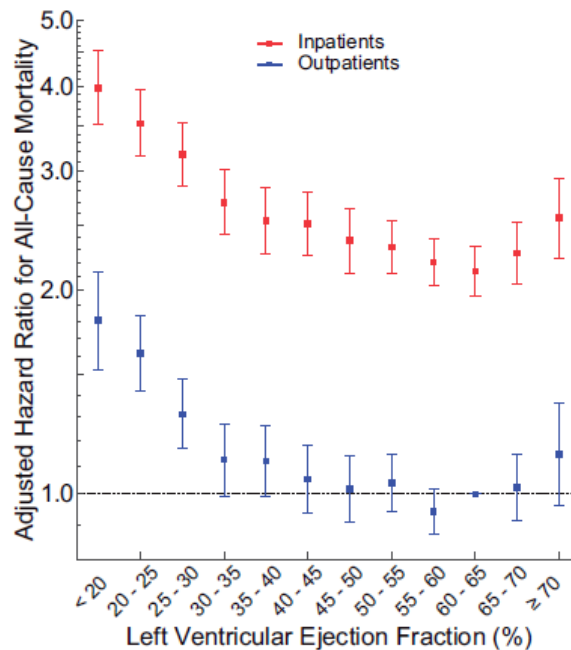 Adjusted Hazard Ratio for All-Cause Mortality
5.0
4.0
3.0
2.0
1.0
Inpatients
Outpatients
< 20
20 - 25
25 - 30
30 - 35
35 - 40
40 - 45
45 - 50
50 - 55
55 - 60
60 - 65
65 - 70
≥ 70
Left Ventricular Ejection Fraction (%)